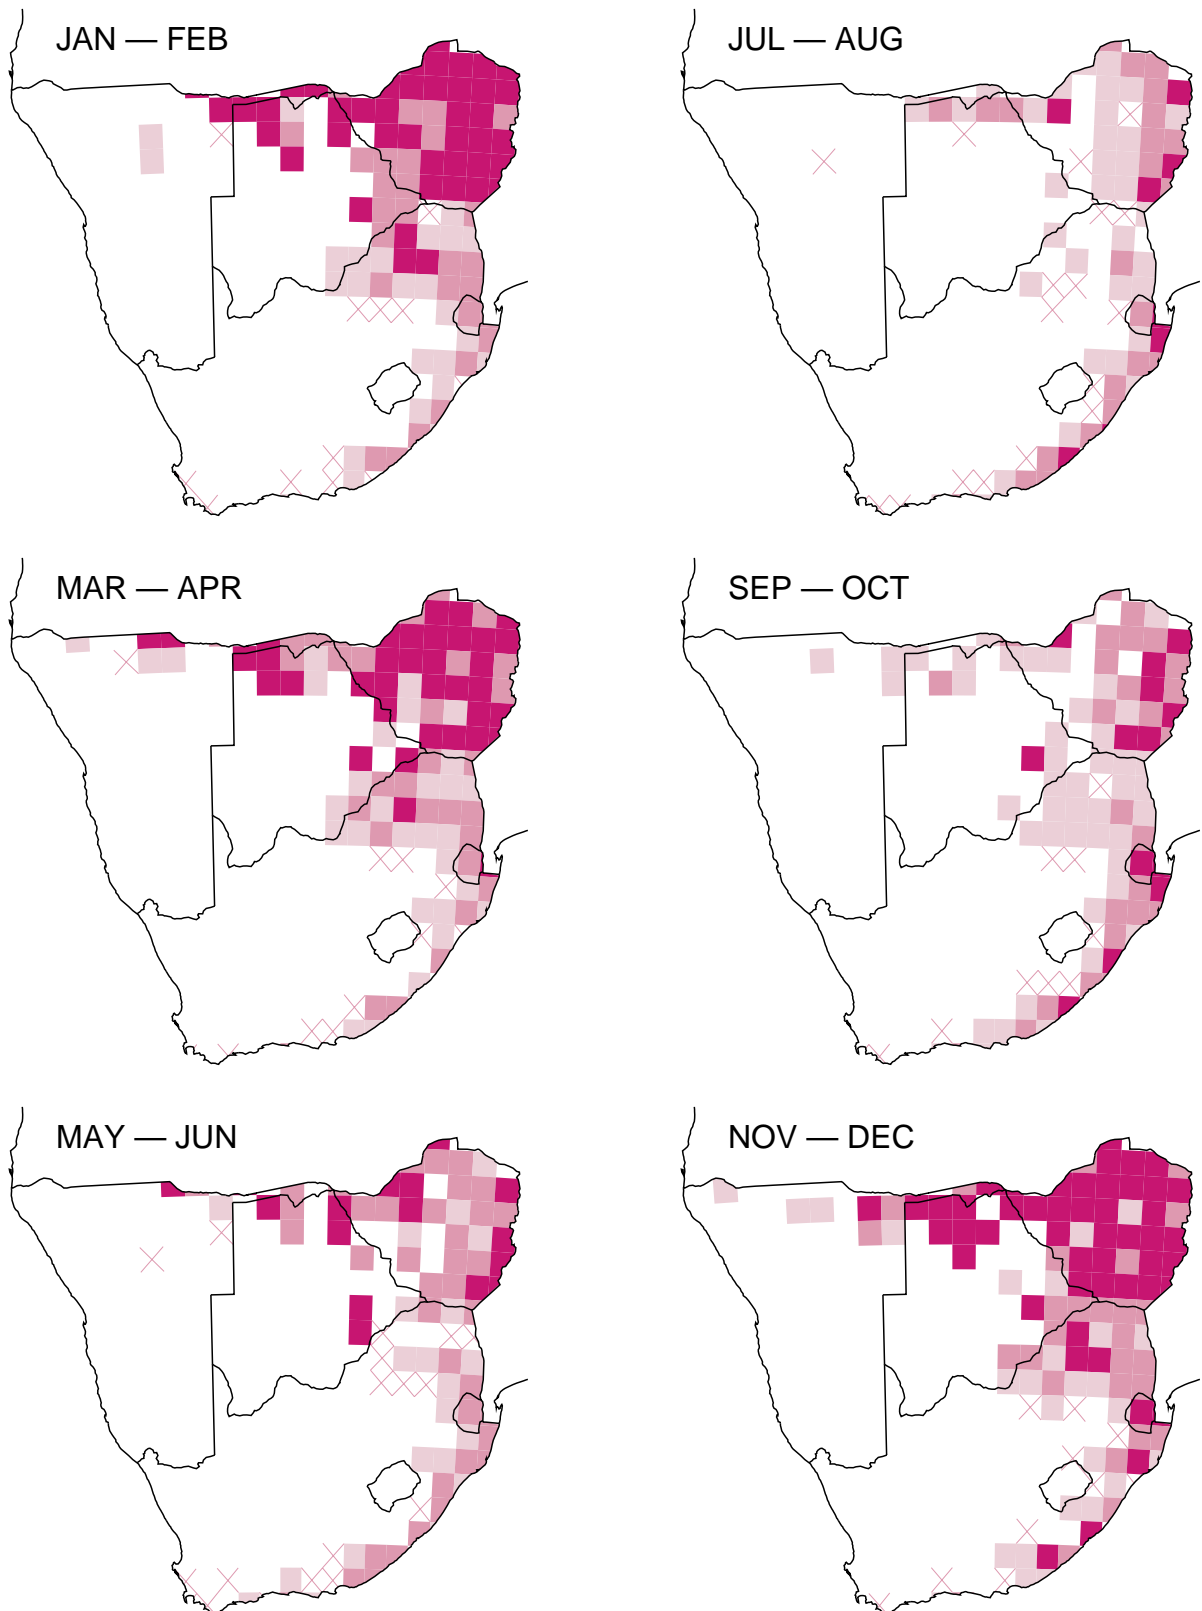 JAN — FEB
JUL — AUG
MAR — APR
SEP — OCT
MAY — JUN
NOV — DEC